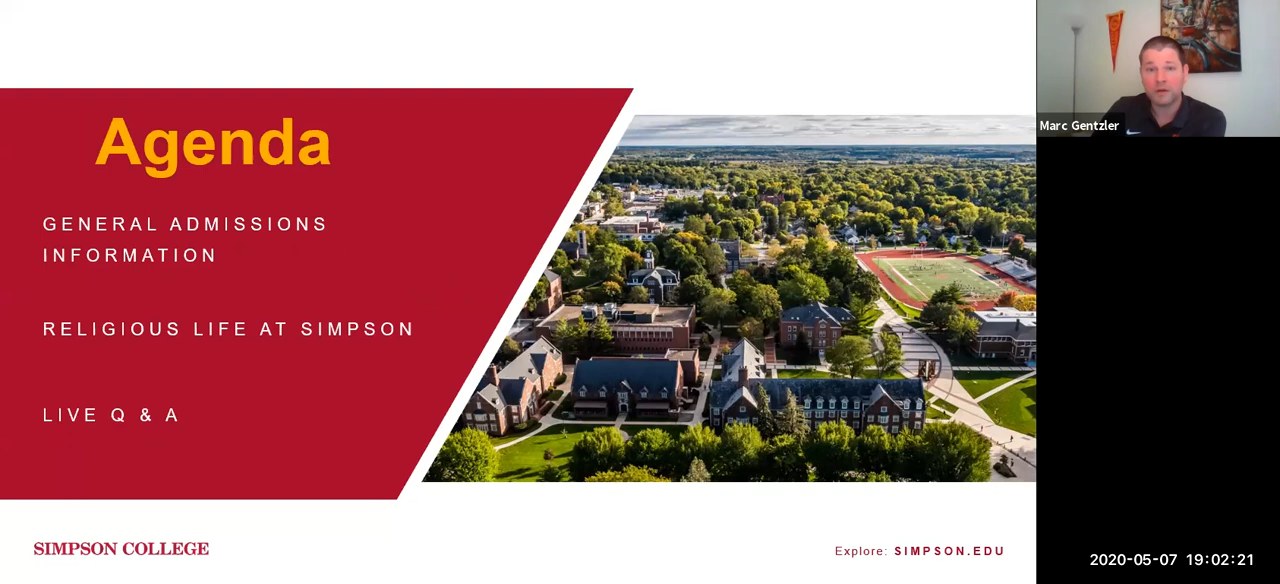 Agenda
GENERAL ADMISSIONS
INFORMATION
RELIGIOUS LIFE AT SIMPSON
LIVE Q & A
SIMPSON COLLEGE
Explore: SIMPSON.EDU
Marc Gentzler
2020-05-07 19:02:21